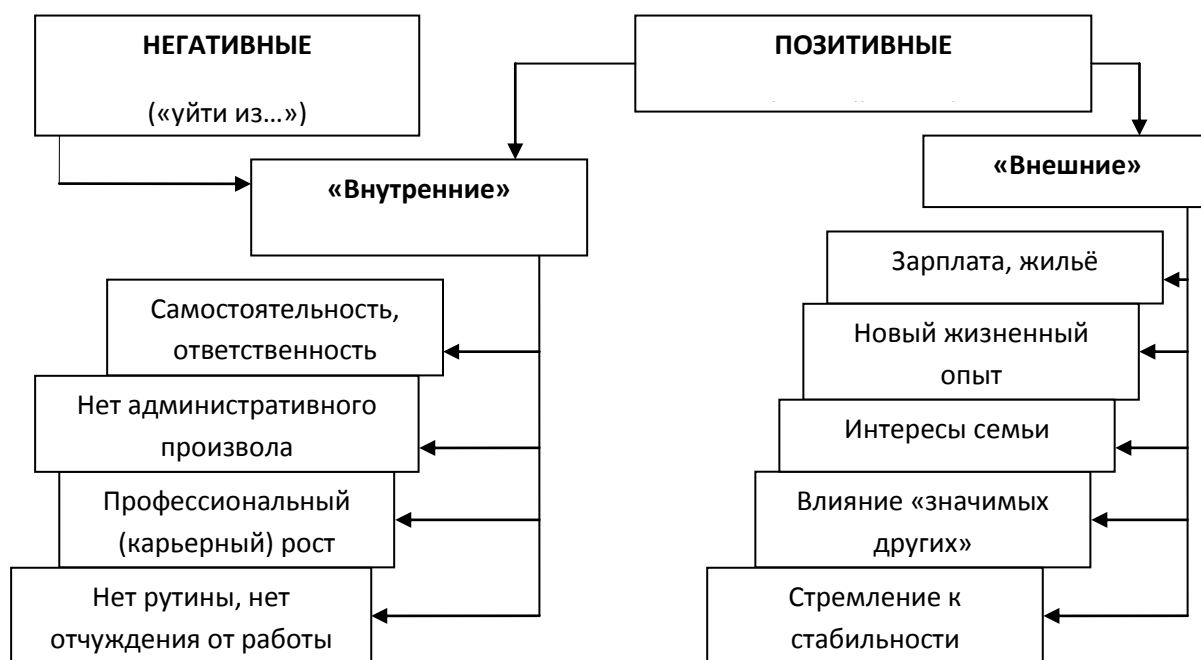 НЕГАТИВНЫЕ
(«уйти из…»)
ПОЗИТИВНЫЕ
«Внутренние»
«Внешние»
Самостоятельность,
ответственность
Нет административного
произвола
Профессиональный
(карьерный) рост
Нет рутины, нет
отчуждения от работы
Зарплата, жильё
Новый жизненный
опыт
Интересы семьи
Влияние «значимых
других»
Стремление к
стабильности